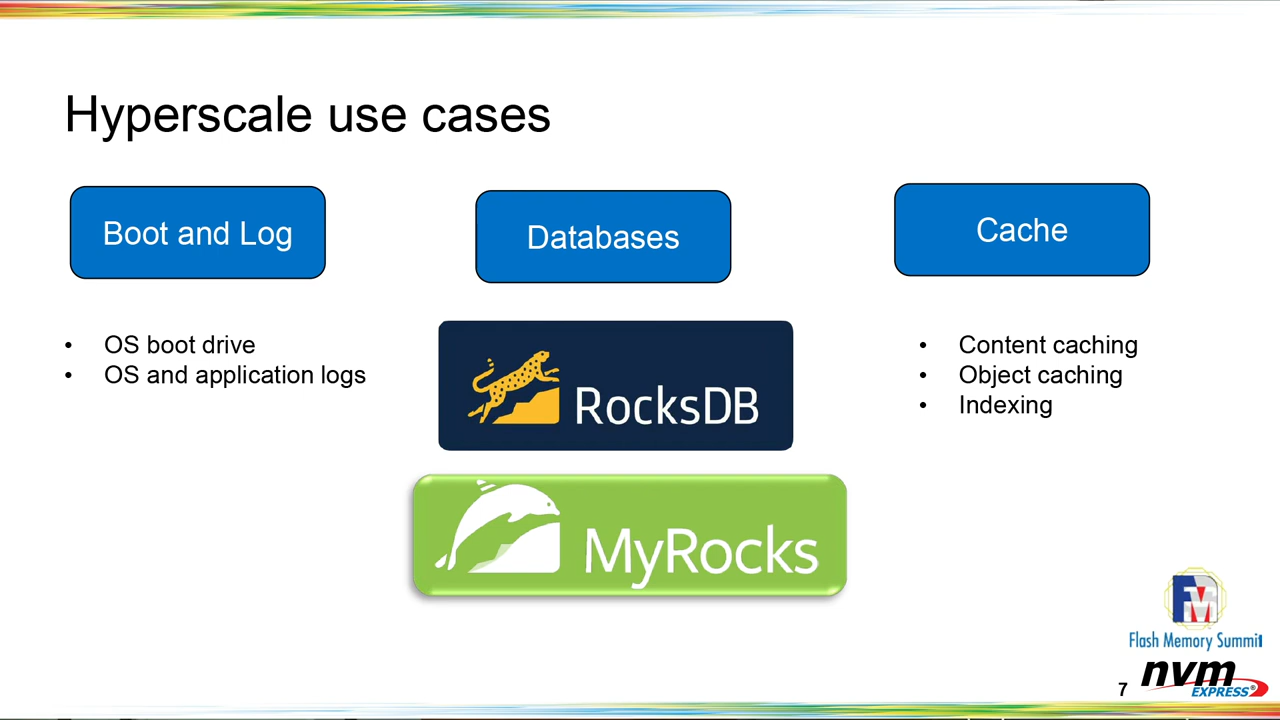 Hyperscale use cases
Boot and Log
Databases
Cache
• OS boot drive
• OS and application logs
RocksDB
MyRocks
• Content caching
• Object caching
• Indexing
FMS
Flash Memory Summit
nvm
EXPRESS®
7